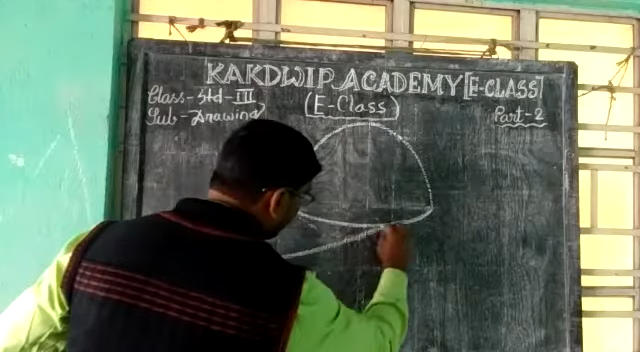 KAKDWIP ACADEMY [E-CLASS]
Class - Std - III
(E-Class)
Sub - Drawing
Part - 2